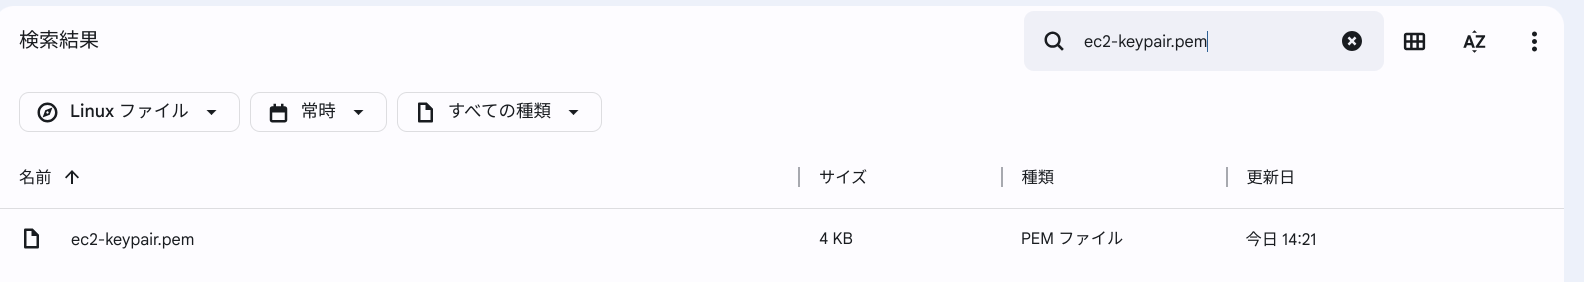 検索結果
ec2-keypair.pem
AZ
Linux ファイル
常時
すべての種類
名前
サイズ
種類
更新日
ec2-keypair.pem
4 KB
PEM ファイル
今日 14:21